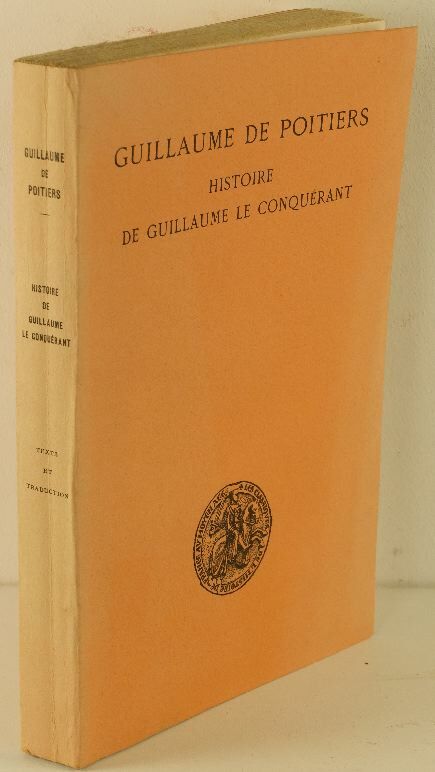 GUILLAUME DE POITIERS
HISTOIRE
DE GUILLAUME LE CONQUÉRANT
GUILLAUME
DE
POITIERS
HISTOIRE
DE
GUILLAUME
LE CONQUÉRANT
TEXTE
ET
TRADUCTION